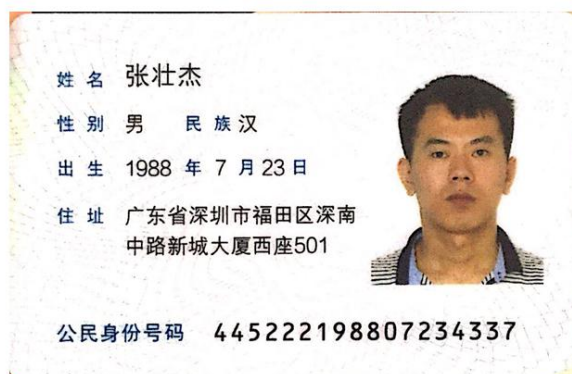 姓名 张壮杰
性别 男 民族 汉
出生 1988 年 7 月 23 日
住址 广东省深圳市福田区深南
中路新城大厦西座501
公民身份号码 445222198807234337